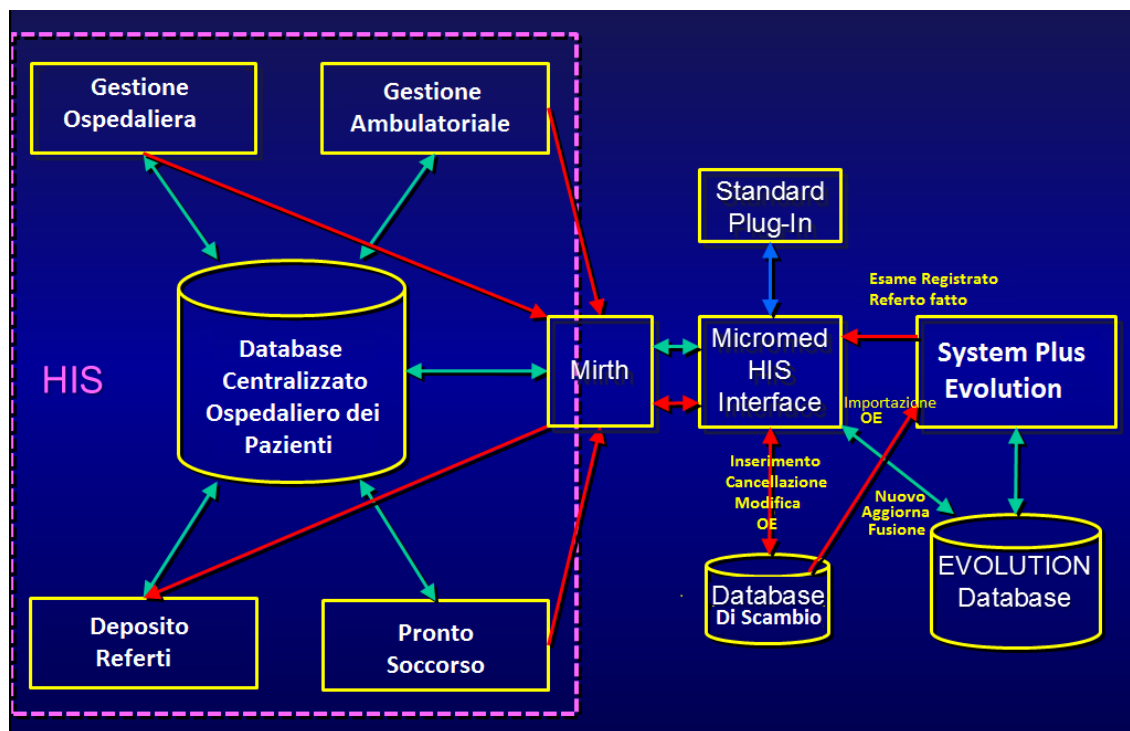 Gestione
Ospedaliera
Gestione
Ambulatoriale
Standard
Plug-In
Esame Registrato
Referto fatto
HIS
Database
Centralizzato
Ospedaliero dei
Pazienti
Mirth
Micromed
HIS
Interface
System Plus
Evolution
Importazione
OE
Inserimento
Cancellazione
Modifica
OE
Nuovo
Aggiorna
Fusione
Database
Di Scambio
EVOLUTION
Database
Deposito
Referti
Pronto
Soccorso